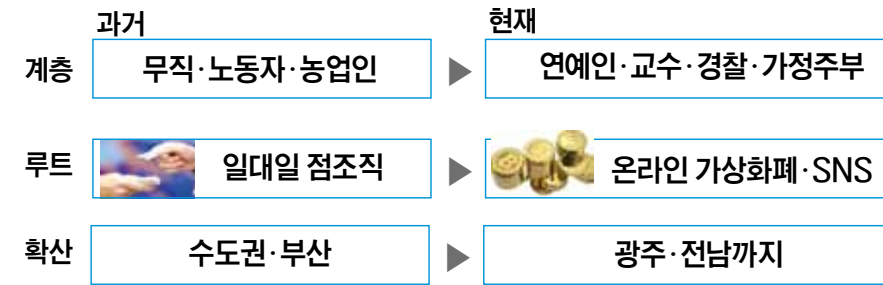 과거 현재
계층 무직·노동자·농업인 ▶ 연예인·교수·경찰·가정주부
루트 일대일 점조직 ▶ 온라인 가상화폐·SNS
확산 수도권·부산 ▶ 광주·전남까지